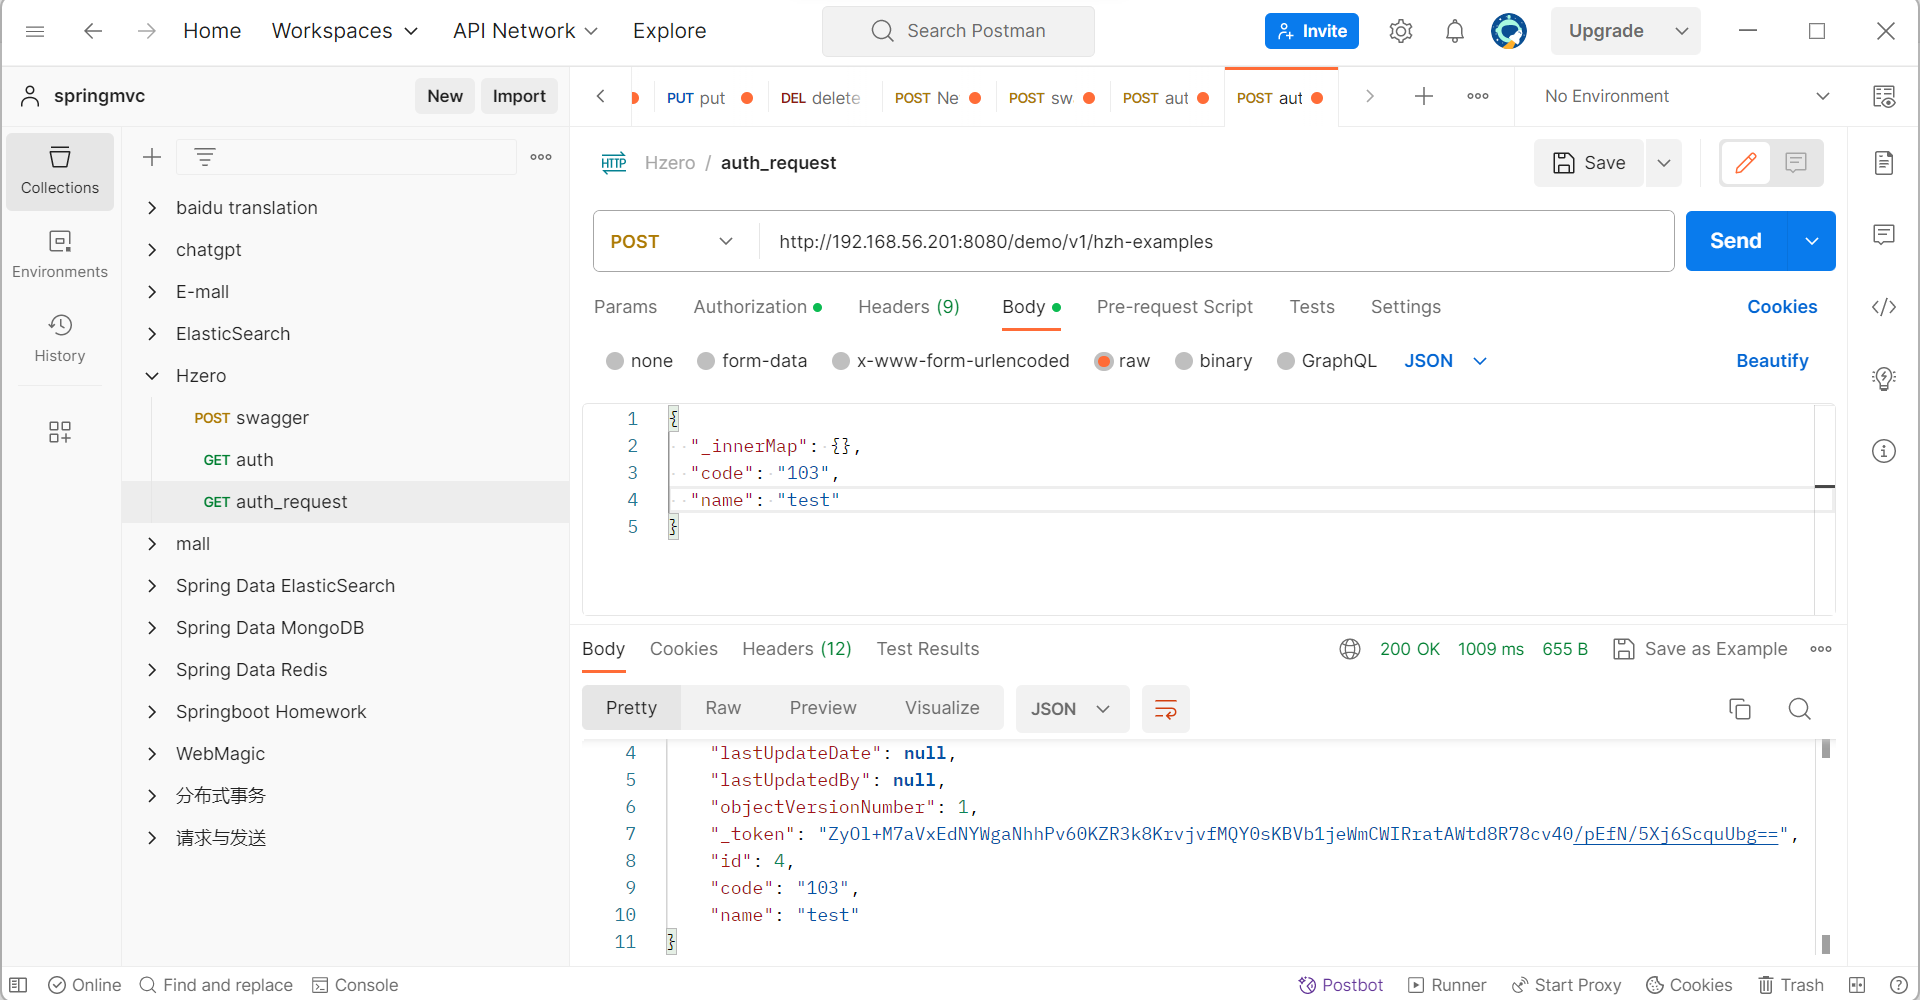 Home Workspaces API Network Explore Search Postman Invite Upgrade
springmvc New Import
PUT put DEL delete POST Ne POST sw POST aut POST aut No Environment
Collections
Environments
History
baidu translation
chatgpt
E-mall
ElasticSearch
Hzero
POST swagger
GET auth
GET auth_request
mall
Spring Data ElasticSearch
Spring Data MongoDB
Spring Data Redis
Springboot Homework
WebMagic
分布式事务
请求与发送
HTTP Hzero / auth_request Save
POST http://192.168.56.201:8080/demo/v1/hzh-examples Send
Params Authorization Headers (9) Body Pre-request Script Tests Settings Cookies
none form-data x-www-form-urlencoded raw binary GraphQL JSON Beautify
1 {
2 "_innerMap": {},
3 "code": "103",
4 "name": "test"
5 }
Body Cookies Headers (12) Test Results 200 OK 1009 ms 655 B Save as Example
Pretty Raw Preview Visualize JSON
4 "lastUpdateDate": null,
5 "lastUpdatedBy": null,
6 "objectVersionNumber": 1,
7 "_token": "ZyOl+M7aVxEdNYWgaNhhPv60KZR3k8KrvjvfMQY0sKBVb1jeWmCWIRratAWtd8R78cv40/pEfN/5Xj6ScquUbg==",
8 "id": 4,
9 "code": "103",
10 "name": "test"
11 }
Online Find and replace Console Postbot Runner Start Proxy Cookies Trash